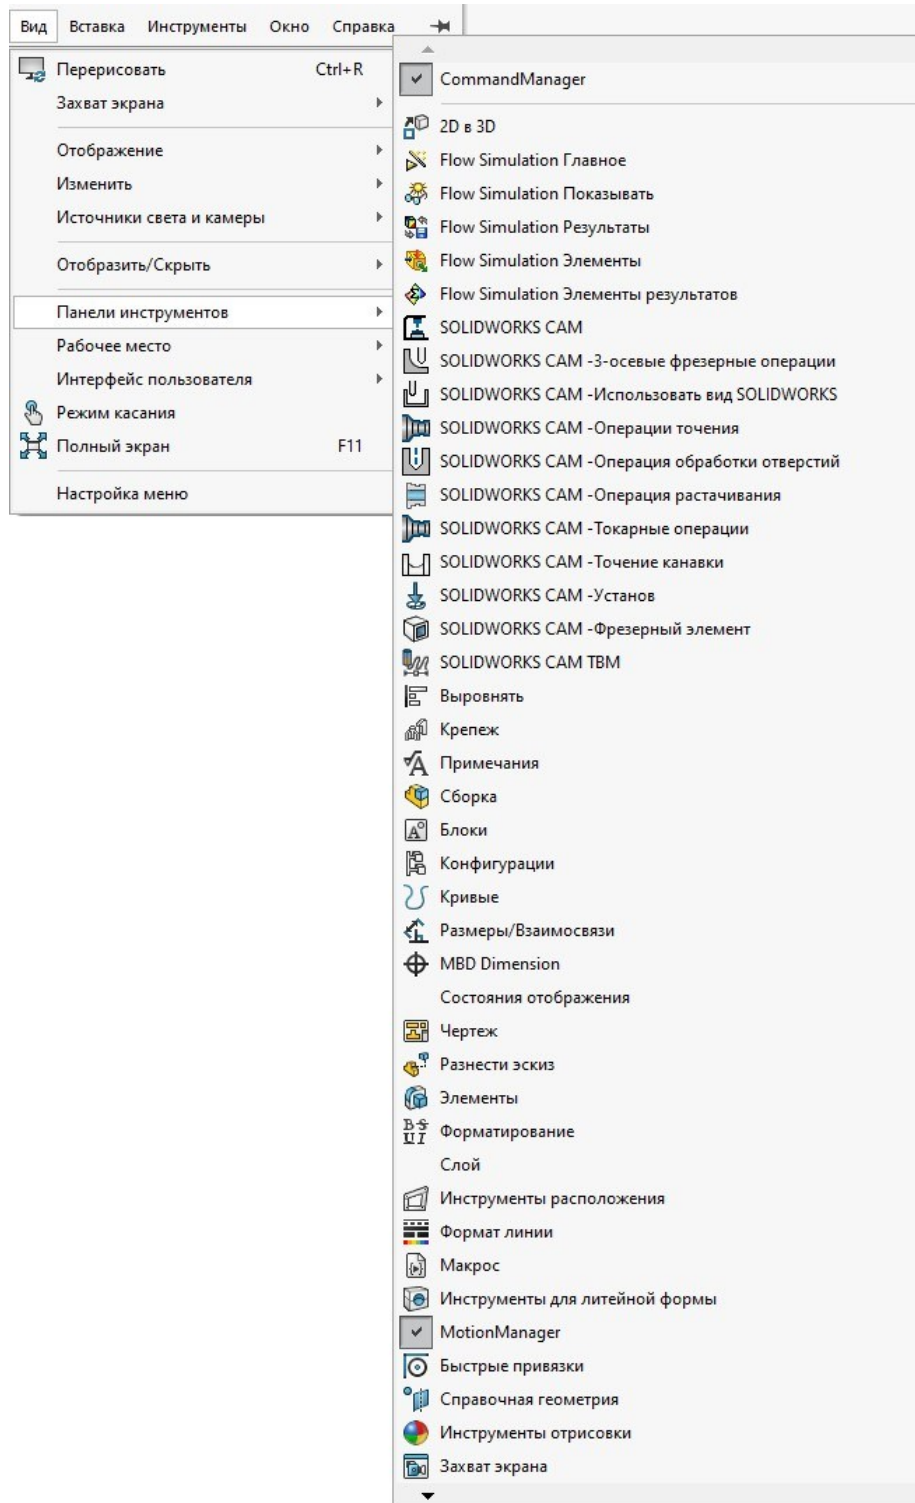 Вид Вставка Инструменты Окно Справка
Перерисовать Ctrl+R
Захват экрана
Отображение
Изменить
Источники света и камеры
Отобразить/Скрыть
Панели инструментов
Рабочее место
Интерфейс пользователя
Режим касания
Полный экран F11
Настройка меню
CommandManager
2D в 3D
Flow Simulation Главное
Flow Simulation Показывать
Flow Simulation Результаты
Flow Simulation Элементы
Flow Simulation Элементы результатов
SOLIDWORKS CAM
SOLIDWORKS CAM -3-осевые фрезерные операции
SOLIDWORKS CAM -Использовать вид SOLIDWORKS
SOLIDWORKS CAM -Операции точения
SOLIDWORKS CAM -Операция обработки отверстий
SOLIDWORKS CAM -Операция растачивания
SOLIDWORKS CAM -Токарные операции
SOLIDWORKS CAM -Точение канавки
SOLIDWORKS CAM -Установ
SOLIDWORKS CAM -Фрезерный элемент
SOLIDWORKS CAM TBM
Выровнять
Крепеж
Примечания
Сборка
Блоки
Конфигурации
Кривые
Размеры/Взаимосвязи
MBD Dimension
Состояния отображения
Чертеж
Разнести эскиз
Элементы
Форматирование
Слой
Инструменты расположения
Формат линии
Макрос
Инструменты для литейной формы
MotionManager
Быстрые привязки
Справочная геометрия
Инструменты отрисовки
Захват экрана